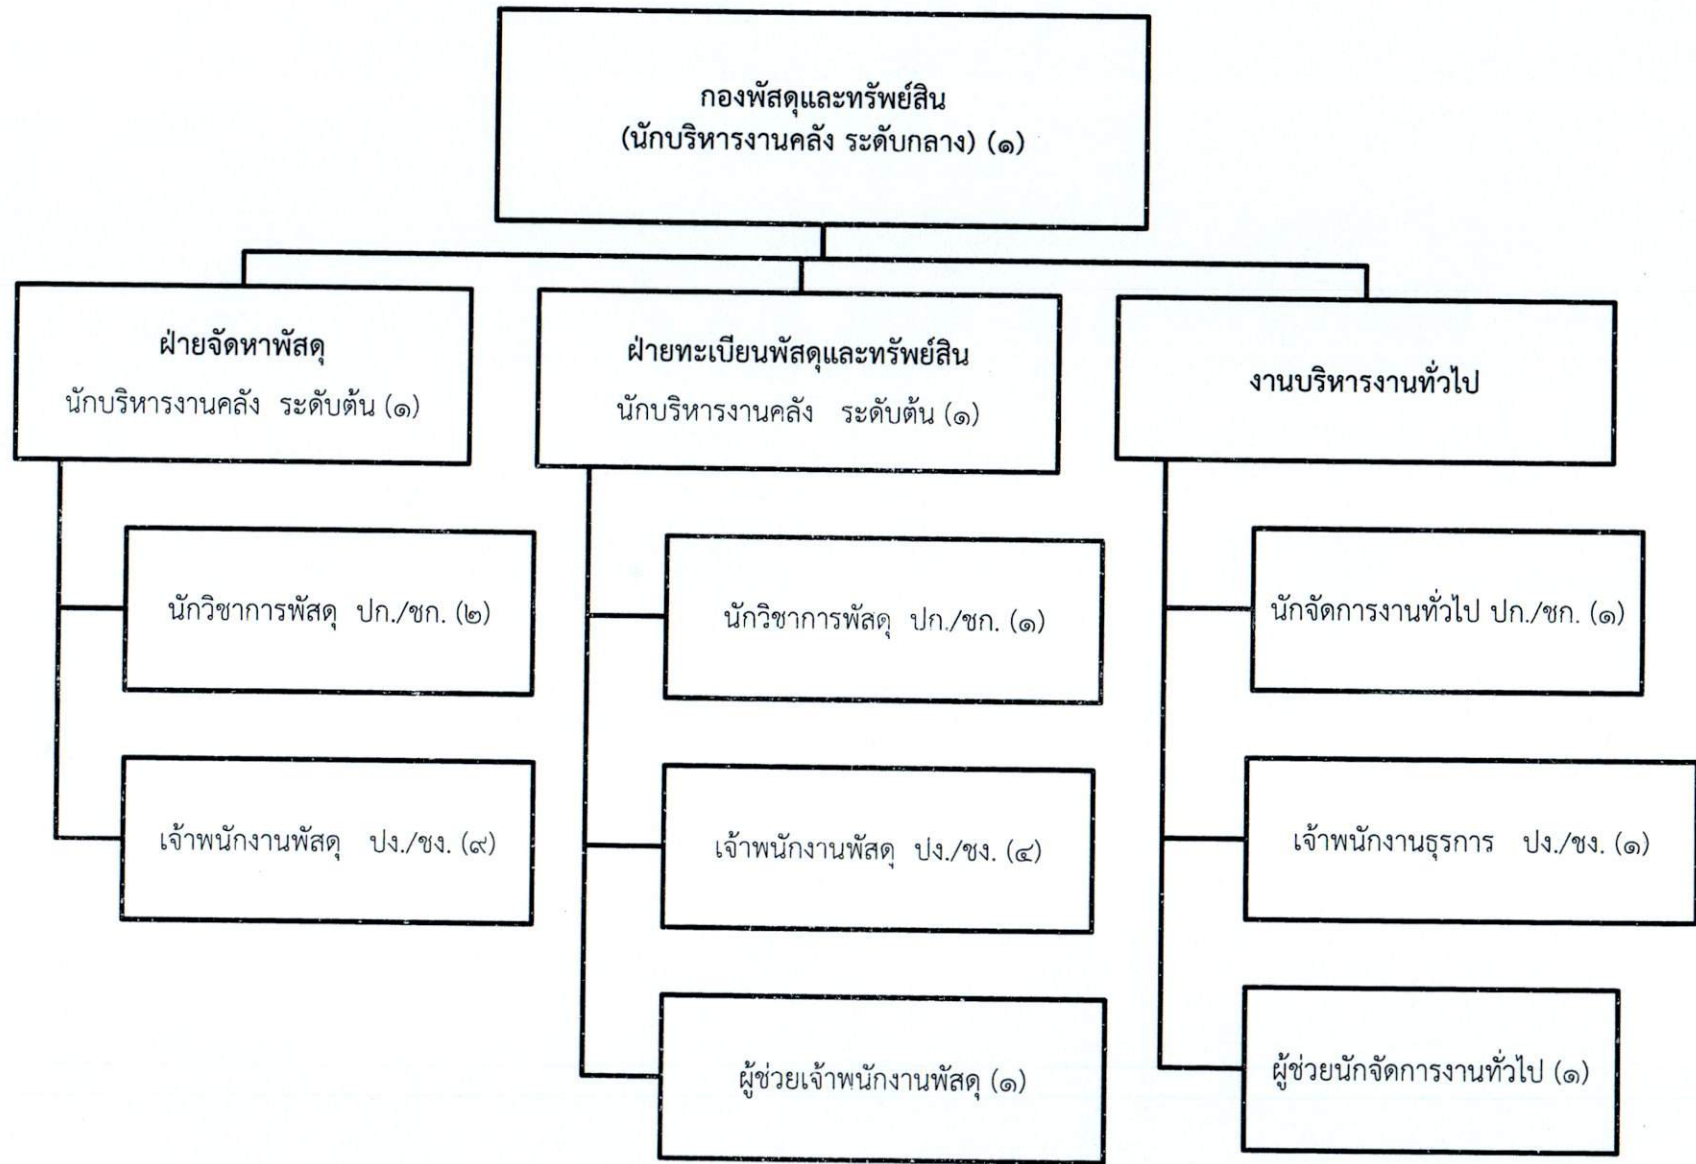 กองพัสดุและทรัพย์สิน
(นักบริหารงานคลัง ระดับกลาง) (๑)
ฝ่ายจัดหาพัสดุ
นักบริหารงานคลัง ระดับต้น (๑)
นักวิชาการพัสดุ ปก./ชก. (๒)
เจ้าพนักงานพัสดุ ปง./ชง. (๙)
ฝ่ายทะเบียนพัสดุและทรัพย์สิน
นักบริหารงานคลัง ระดับต้น (๑)
นักวิชาการพัสดุ ปก./ชก. (๑)
เจ้าพนักงานพัสดุ ปง./ชง. (๔)
ผู้ช่วยเจ้าพนักงานพัสดุ (๑)
งานบริหารงานทั่วไป
นักจัดการงานทั่วไป ปก./ชก. (๑)
เจ้าพนักงานธุรการ ปง./ชง. (๑)
ผู้ช่วยนักจัดการงานทั่วไป (๑)